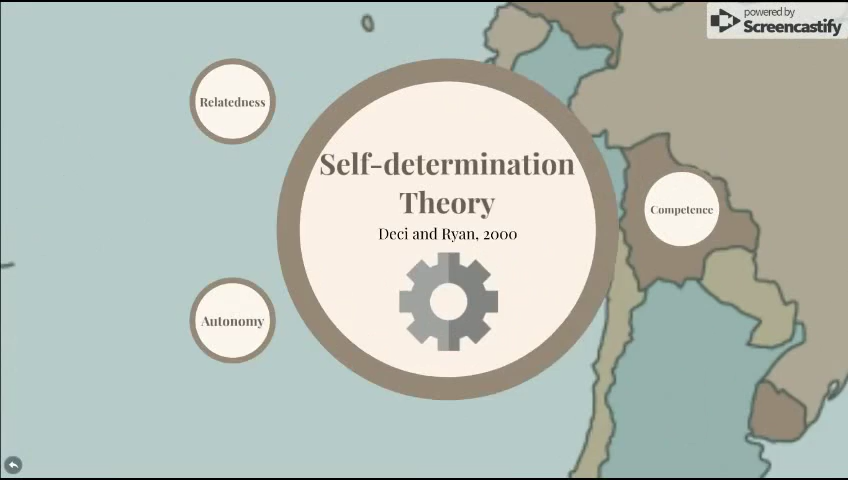 powered by
Screencastify
Relatedness
Self-determination
Theory
Deci and Ryan, 2000
Competence
Autonomy